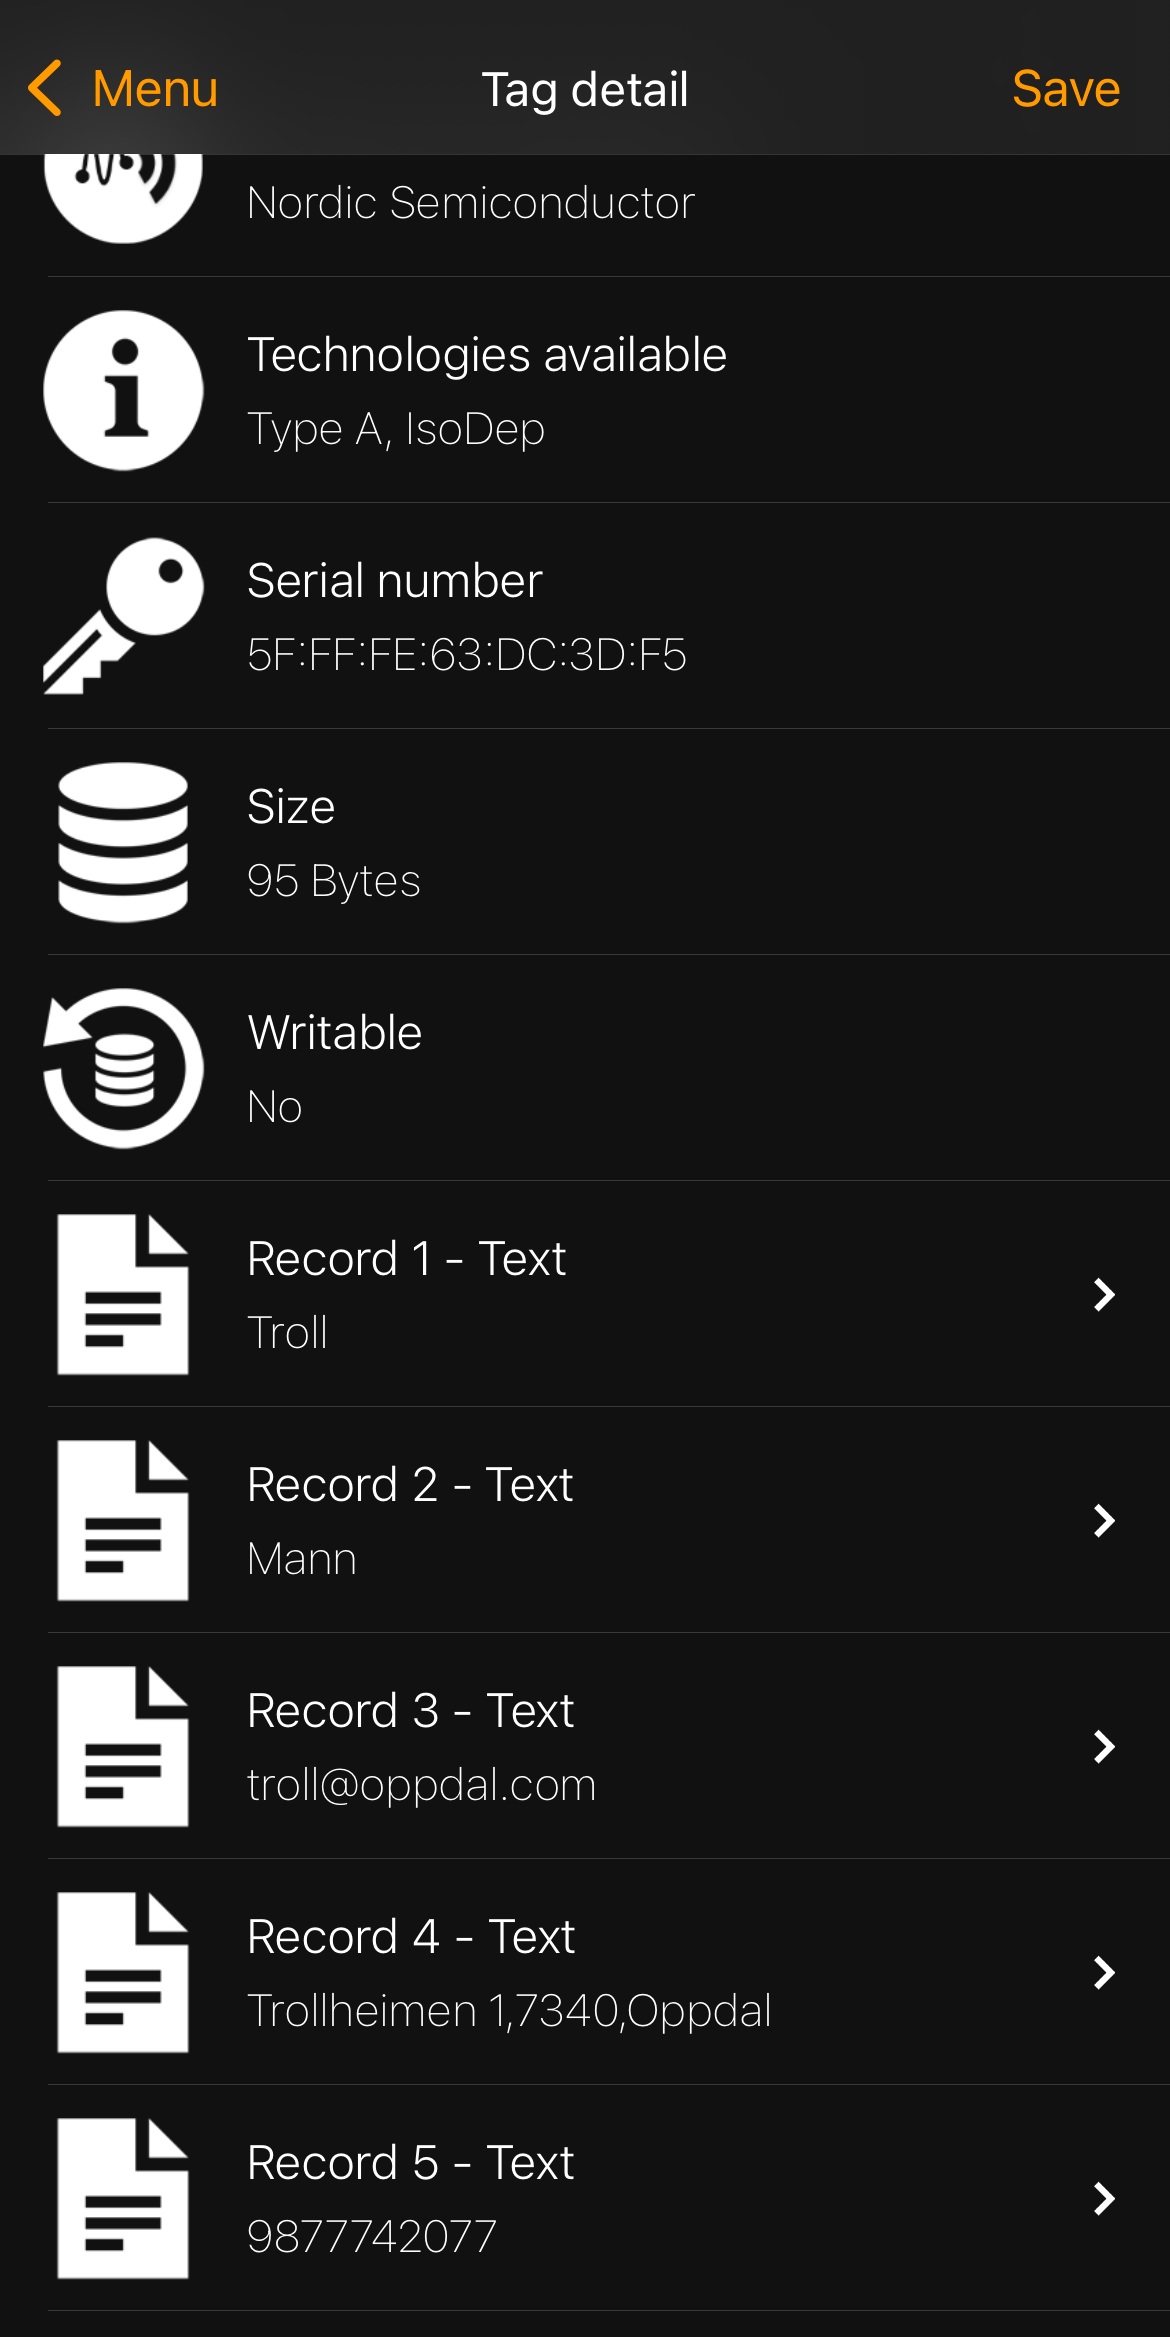 Menu
Tag detail
Save
Nordic Semiconductor
Technologies available
Type A, IsoDep
Serial number
5F:FF:FE:63:DC:3D:F5
Size
95 Bytes
Writable
No
Record 1 - Text
Troll
Record 2 - Text
Mann
Record 3 - Text
troll@oppdal.com
Record 4 - Text
Trollheimen 1,7340,Oppdal
Record 5 - Text
9877742077